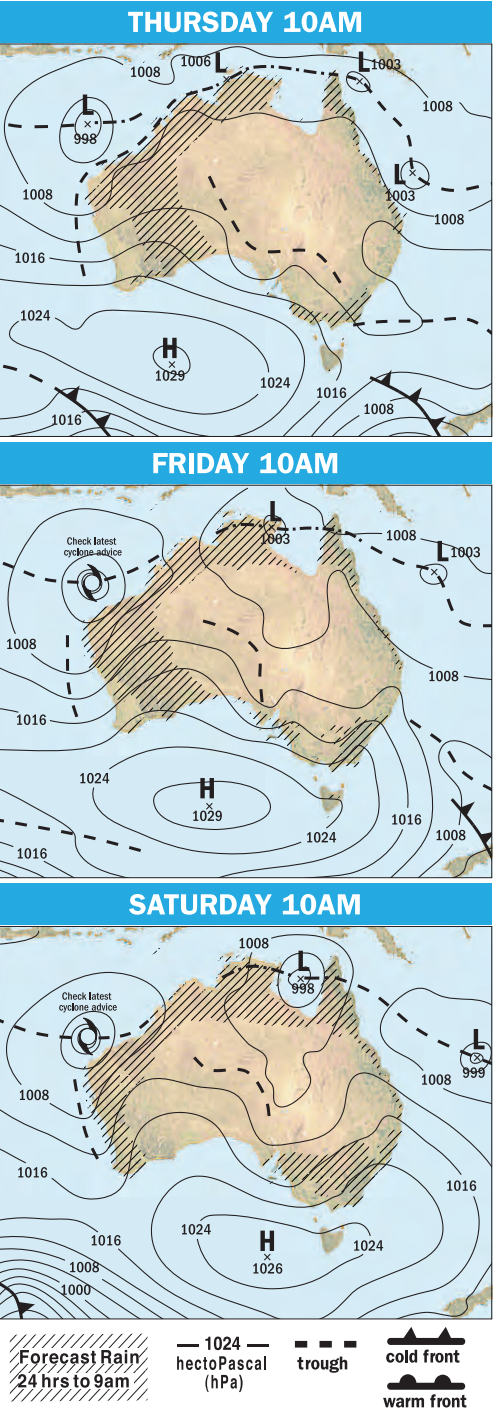 THURSDAY 10AM
1006
L
L
1003
1008
L
998
1008
L
1003
1008
1008
1016
1024
H
1029
1024
1016
1008
1016
FRIDAY 10AM
L
1003
1008
Check latest
cyclone advice
L
1003
1008
1008
1016
1024
H
1029
1016
1024
1008
1016
SATURDAY 10AM
1008
L
998
Check latest
cyclone advice
L
999
1008
1008
1016
1016
1024
H
1026
1024
1016
1008
1000
Forecast Rain
24 hrs to 9am
1024
hectoPascal
(hPa)
trough
cold front
warm front